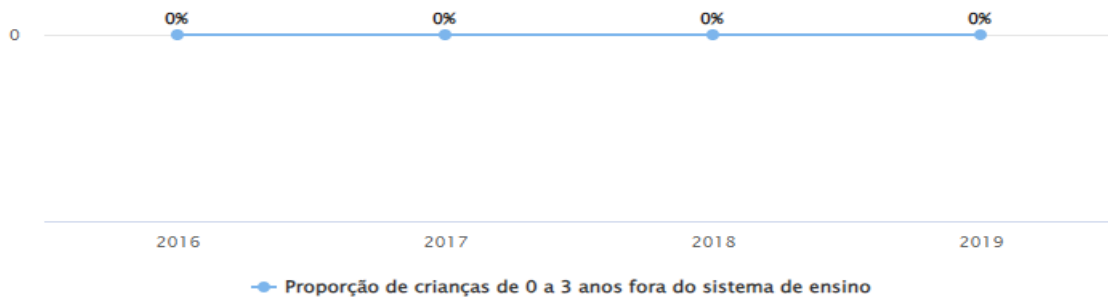 0% 0% 0% 0%
0
2016 2017 2018 2019
Proporção de crianças de 0 a 3 anos fora do sistema de ensino